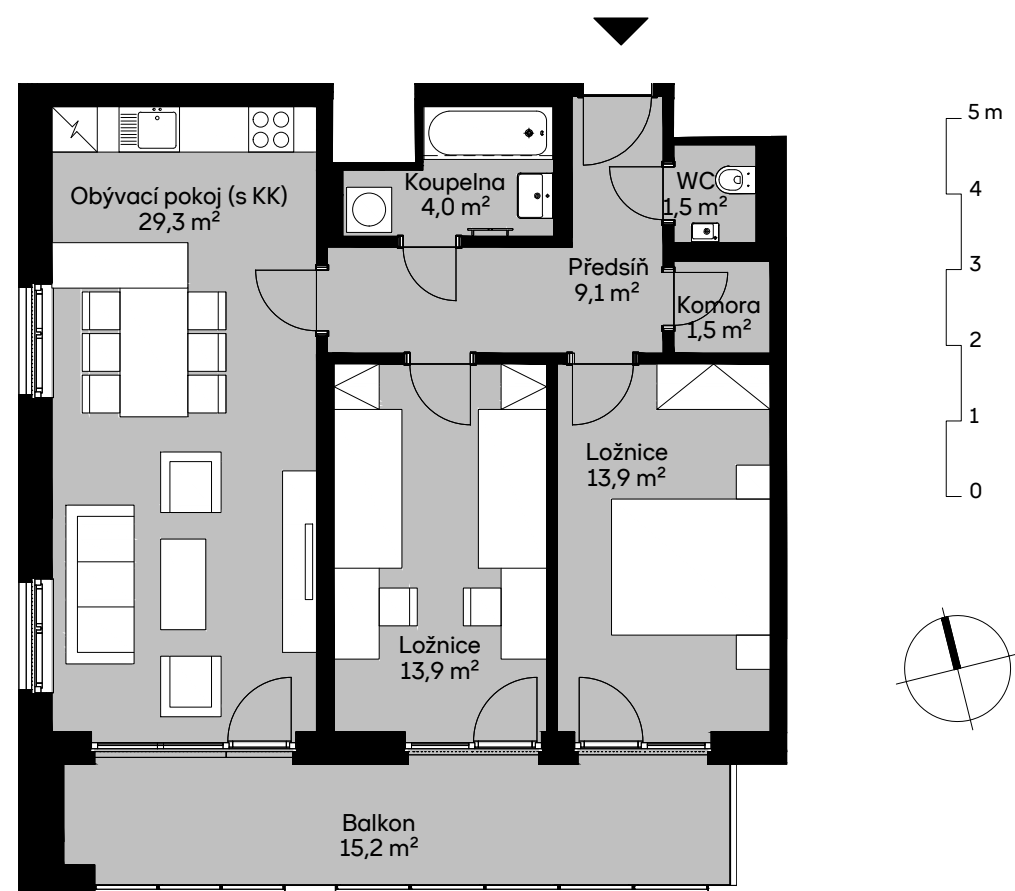 Obývací pokoj (s KK)
29,3 m²
Koupelna
4,0 m²
WC
1,5 m²
Předsíň
9,1 m²
Komora
1,5 m²
Ložnice
13,9 m²
Ložnice
13,9 m²
Balkon
15,2 m²
5 m
4
3
2
1
0